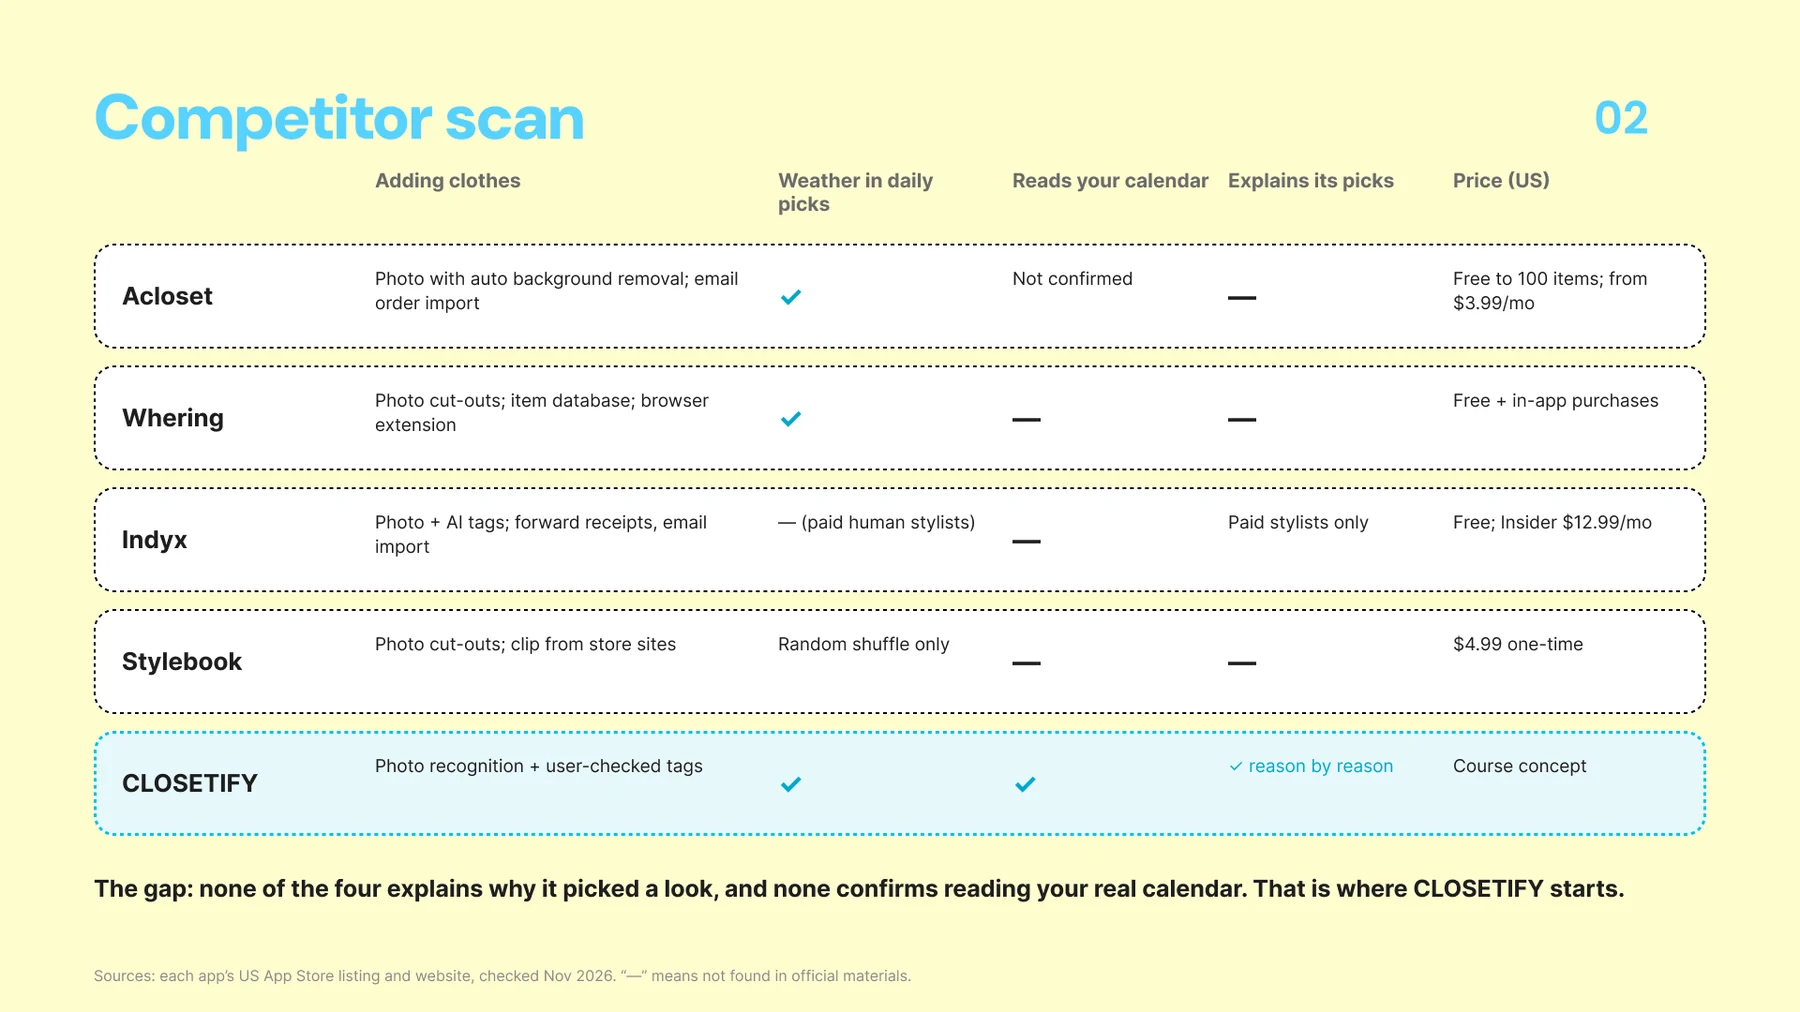 Competitor scan
02
Adding clothes
Weather in daily
picks
Reads your calendar
Explains its picks
Price (US)
Acloset
Photo with auto background removal; email
order import
✓
Not confirmed
—
Free to 100 items; from
$3.99/mo
Whering
Photo cut-outs; item database; browser
extension
✓
—
—
Free + in-app purchases
Indyx
Photo + AI tags; forward receipts, email
import
— (paid human stylists)
—
Paid stylists only
Free; Insider $12.99/mo
Stylebook
Photo cut-outs; clip from store sites
Random shuffle only
—
—
$4.99 one-time
CLOSETIFY
Photo recognition + user-checked tags
✓
✓
✓ reason by reason
Course concept
The gap: none of the four explains why it picked a look, and none confirms reading your real calendar. That is where CLOSETIFY starts.
Sources: each app’s US App Store listing and website, checked Nov 2026. “—” means not found in official materials.